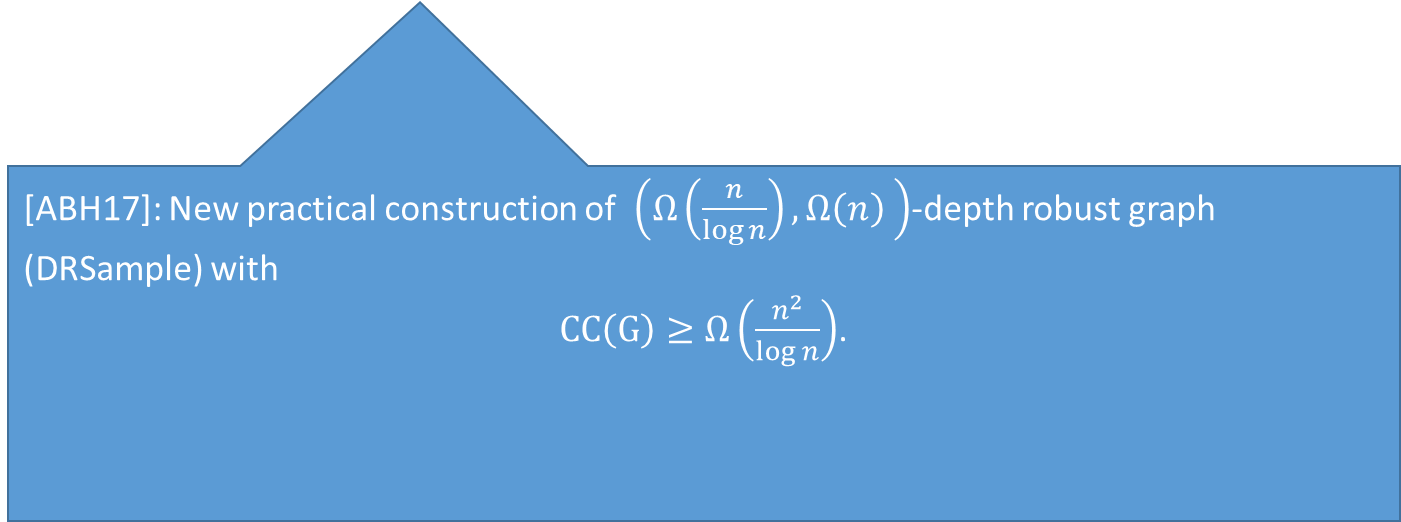 [ABH17]: New practical construction of (Ω(n/log n), Ω(n))-depth robust graph
(DRSample) with
CC(G) ≥ Ω(n²/log n).